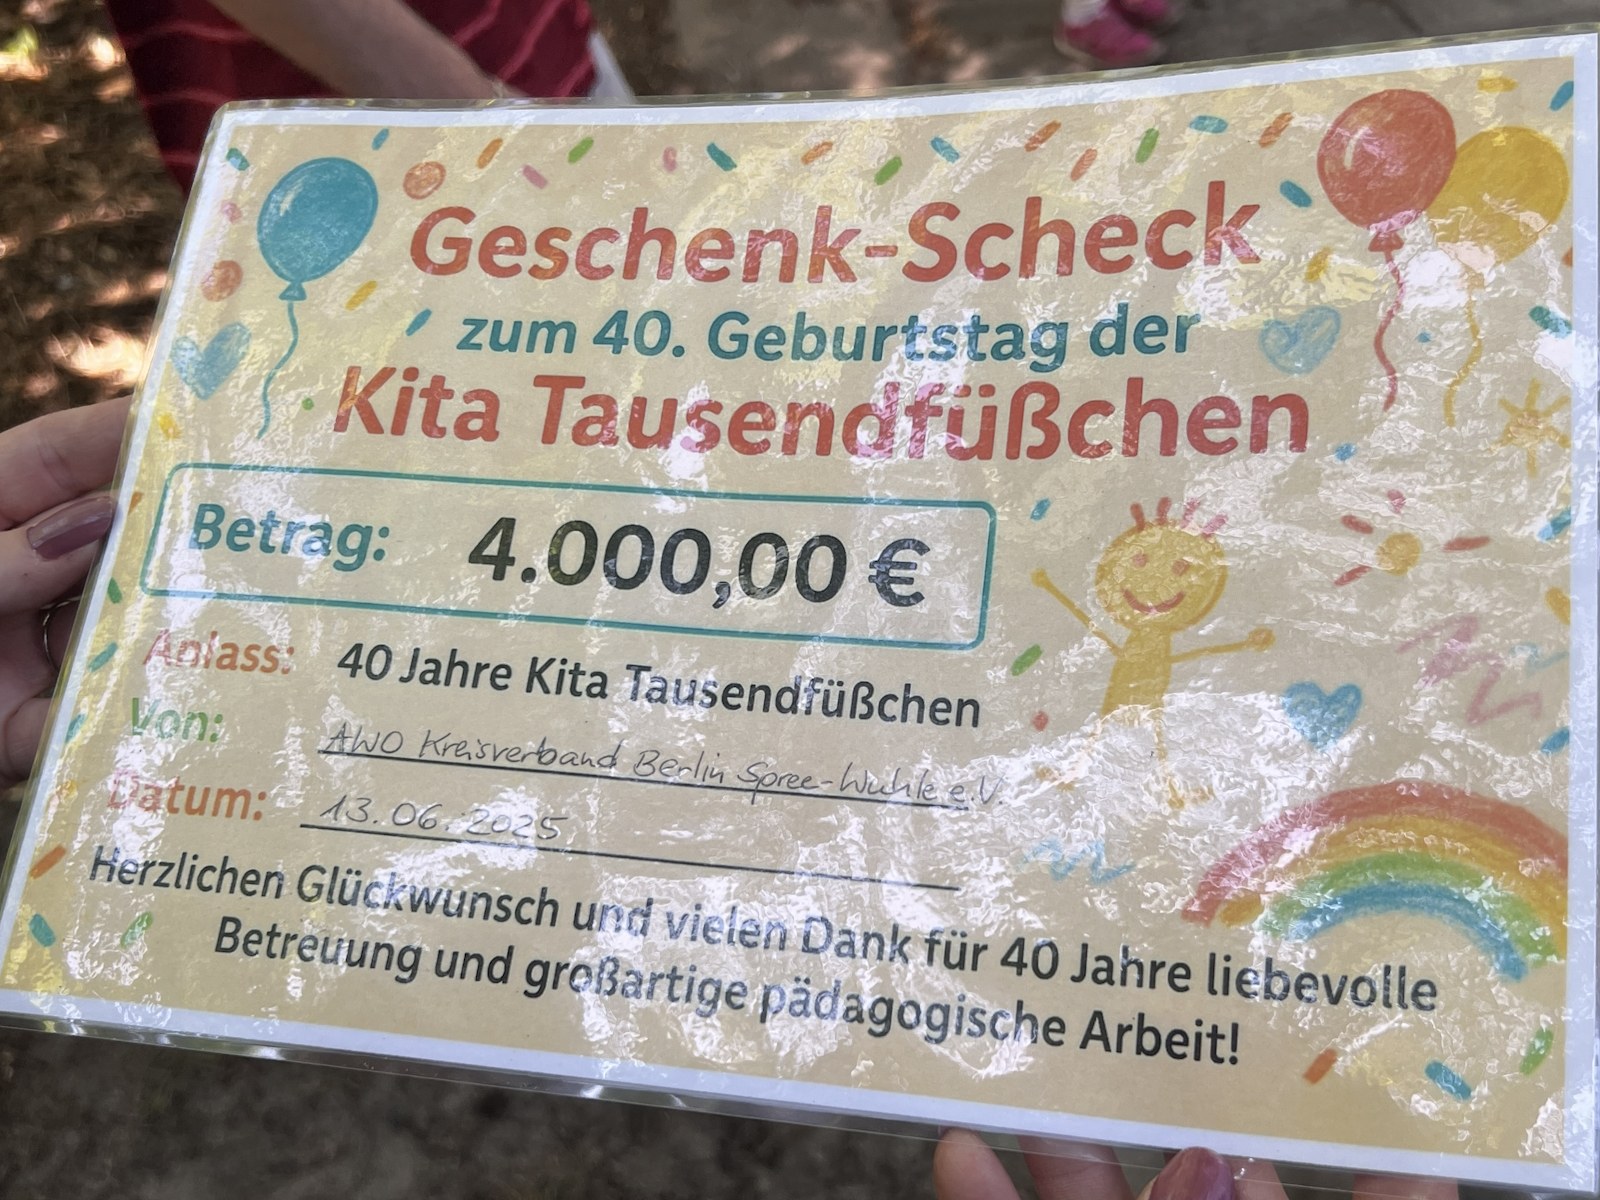 Geschenk-Scheck
zum 40. Geburtstag der
Kita Tausendfüßchen
Betrag: 4.000,00 €
Anlass: 40 Jahre Kita Tausendfüßchen
Von: AWO Kreisverband Berlin Spree-Wuhle e.V.
Datum: 13.06.2025
Herzlichen Glückwunsch und vielen Dank für 40 Jahre liebevolle
Betreuung und großartige pädagogische Arbeit!